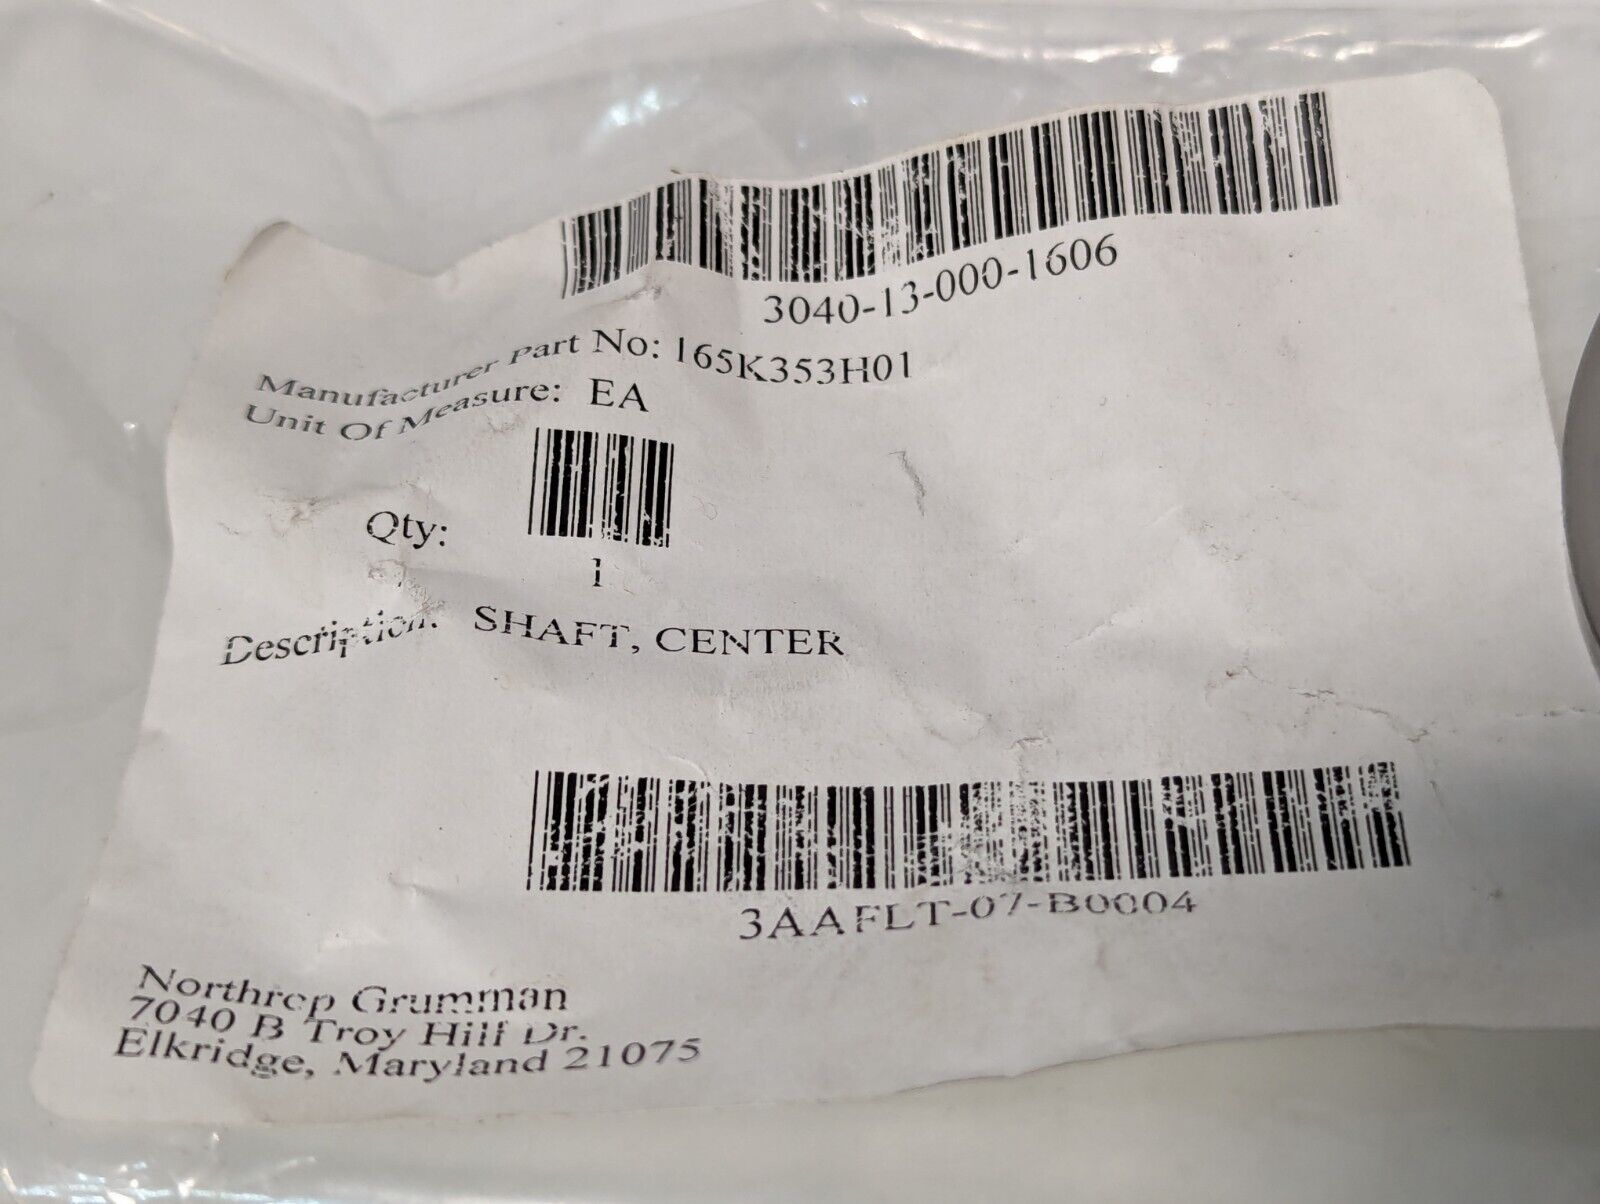 3040-13-000-1606
Manufacturer Part No: 165K353H01
Unit Of Measure: EA
Qty:
1
Description: SHAFT, CENTER
3AAFLT-07-B0004
Northrop Grumman
7040 B Troy Hill Dr.
Elkridge, Maryland 21075